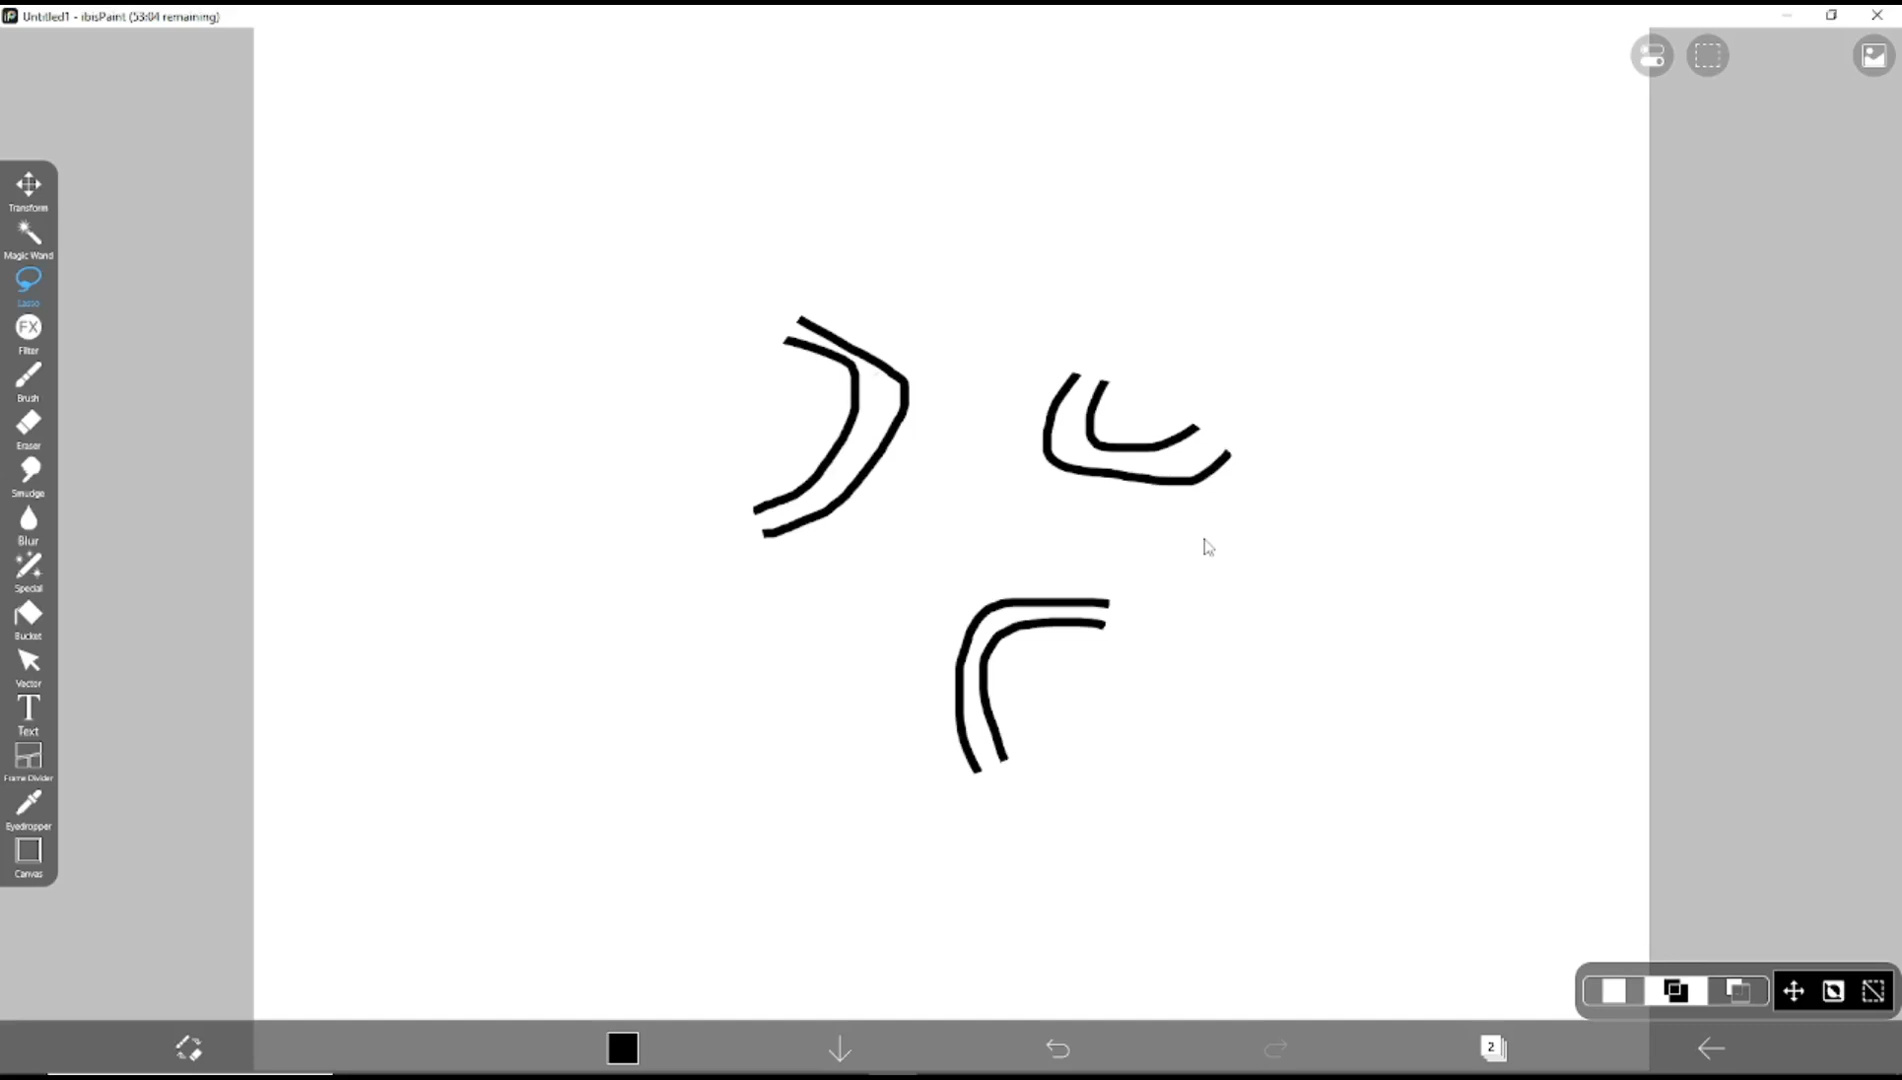 Untitled1 - ibisPaint (53:04 remaining)
Transform
Magic Wand
Lasso
FX
Filter
Brush
Eraser
Smudge
Blur
Special
Bucket
Vector
T
Text
Frame Divider
Eyedropper
Canvas
2